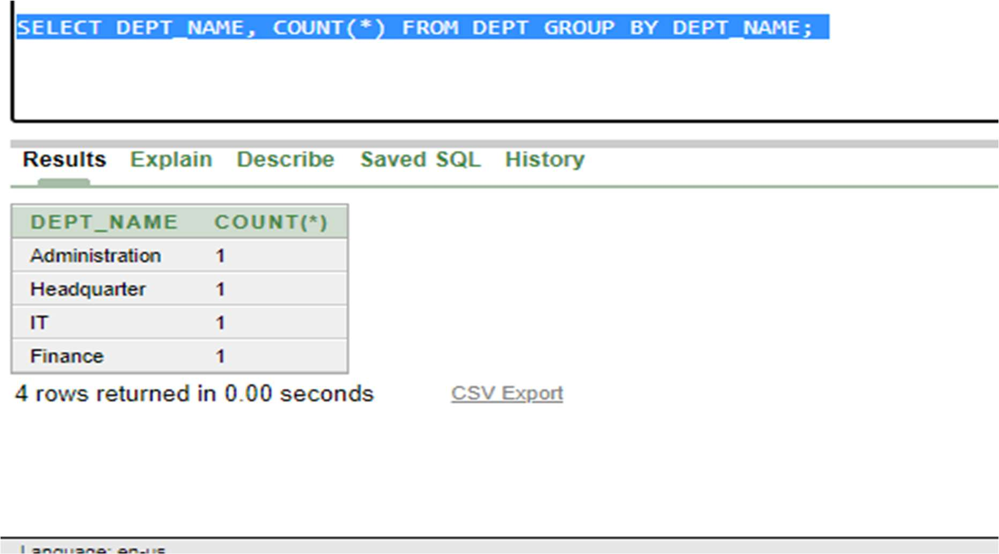 SELECT DEPT_NAME, COUNT(*) FROM DEPT GROUP BY DEPT_NAME;
Results Explain Describe Saved SQL History
DEPT_NAME COUNT(*)
Administration 1
Headquarter 1
IT 1
Finance 1
4 rows returned in 0.00 seconds CSV Export
Language: en-us